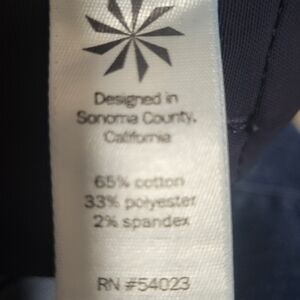 Designed in
Sonoma County,
California
65% cotton
33% polyester
2% spandex
RN #54023